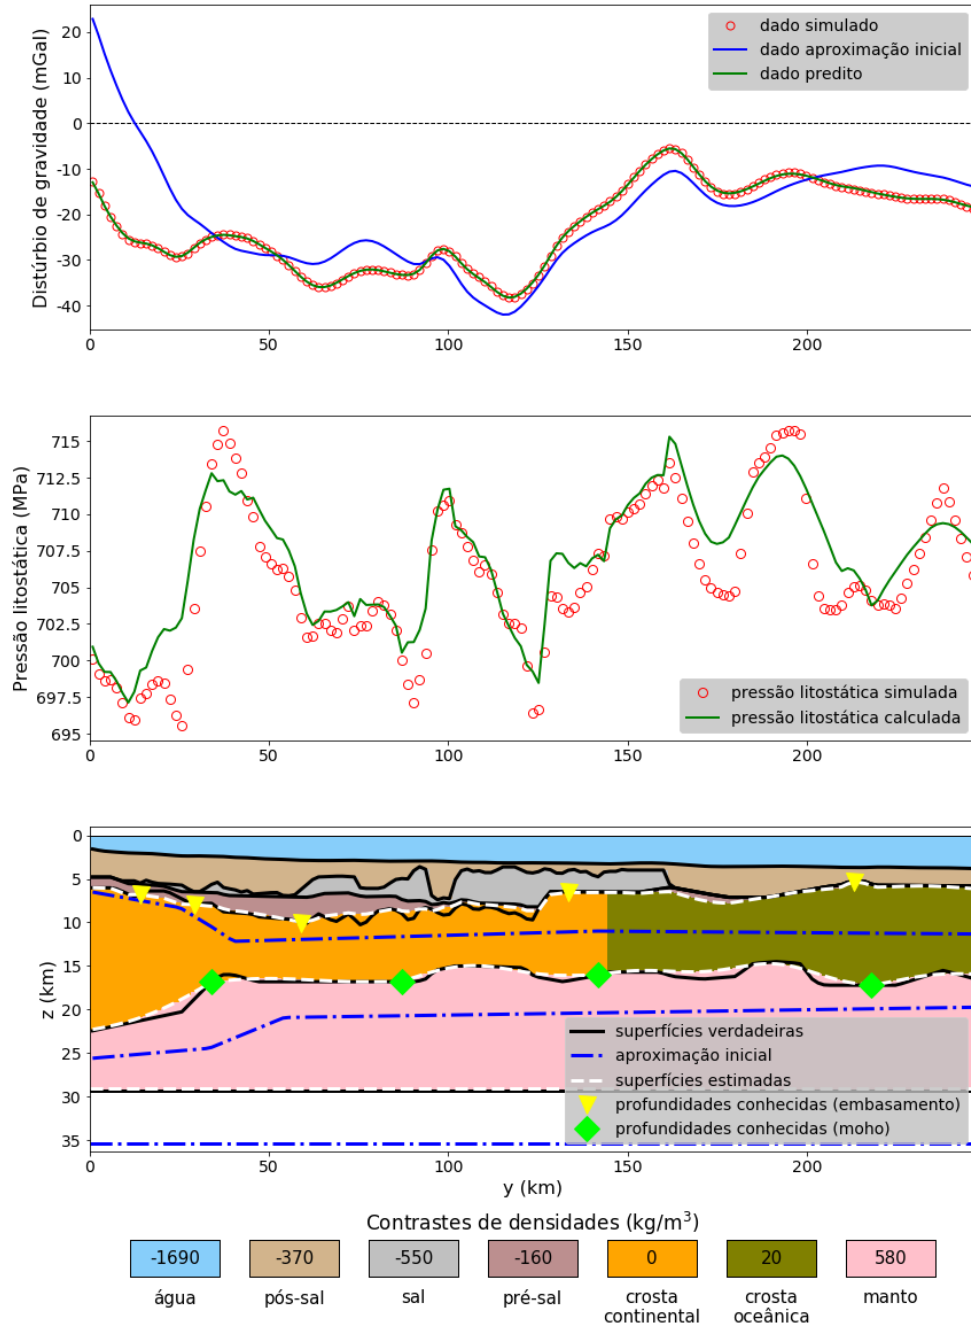 20
10
0
-10
-20
-30
-40
Distúrbio de gravidade (mGal)
dado simulado
dado aproximação inicial
dado predito
0 50 100 150 200
715
712.5
710
707.5
705
702.5
700
697.5
695
Pressão litostática (MPa)
pressão litostática simulada
pressão litostática calculada
0 50 100 150 200
0
5
10
15
20
25
30
35
z (km)
superfícies verdadeiras
aproximação inicial
superfícies estimadas
profundidades conhecidas (embasamento)
profundidades conhecidas (moho)
0 50 100 150 200
y (km)
Contrastes de densidades (kg/m³)
-1690 -370 -550 -160 0 20 580
água pós-sal sal pré-sal crosta continental crosta oceânica manto